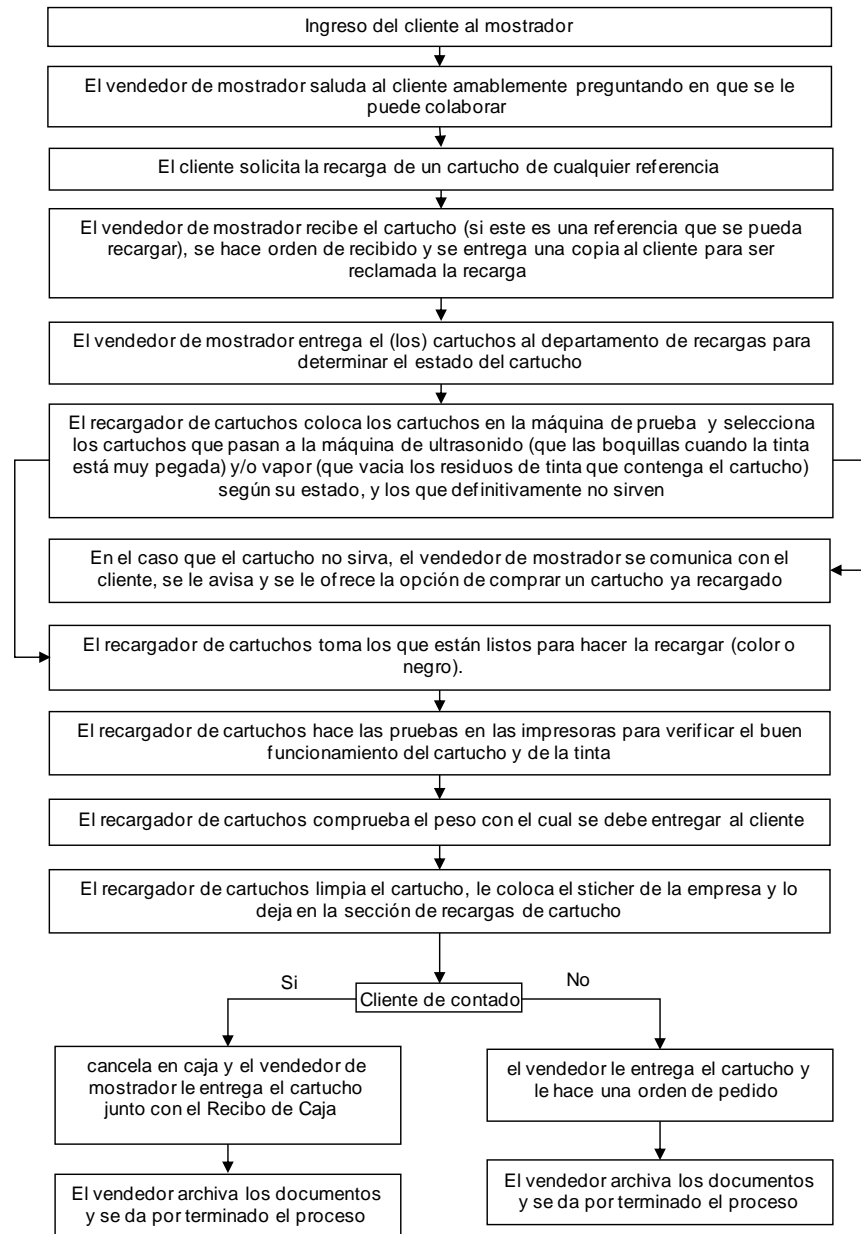 Ingreso del cliente al mostrador
El vendedor de mostrador saluda al cliente amablemente preguntando en que se le
puede colaborar
El cliente solicita la recarga de un cartucho de cualquier referencia
El vendedor de mostrador recibe el cartucho (si este es una referencia que se pueda
recargar), se hace orden de recibido y se entrega una copia al cliente para ser
reclamada la recarga
El vendedor de mostrador entrega el (los) cartuchos al departamento de recargas para
determinar el estado del cartucho
El recargador de cartuchos coloca los cartuchos en la máquina de prueba y selecciona
los cartuchos que pasan a la máquina de ultrasonido (que las boquillas cuando la tinta
está muy pegada) y/o vapor (que vacia los residuos de tinta que contenga el cartucho)
según su estado, y los que definitivamente no sirven
En el caso que el cartucho no sirva, el vendedor de mostrador se comunica con el
cliente, se le avisa y se le ofrece la opción de comprar un cartucho ya recargado
El recargador de cartuchos toma los que están listos para hacer la recargar (color o
negro).
El recargador de cartuchos hace las pruebas en las impresoras para verificar el buen
funcionamiento del cartucho y de la tinta
El recargador de cartuchos comprueba el peso con el cual se debe entregar al cliente
El recargador de cartuchos limpia el cartucho, le coloca el sticher de la empresa y lo
deja en la sección de recargas de cartucho
Si
Cliente de contado
No
cancela en caja y el vendedor de
mostrador le entrega el cartucho
junto con el Recibo de Caja
el vendedor le entrega el cartucho y
le hace una orden de pedido
El vendedor archiva los documentos
y se da por terminado el proceso
El vendedor archiva los documentos
y se da por terminado el proceso